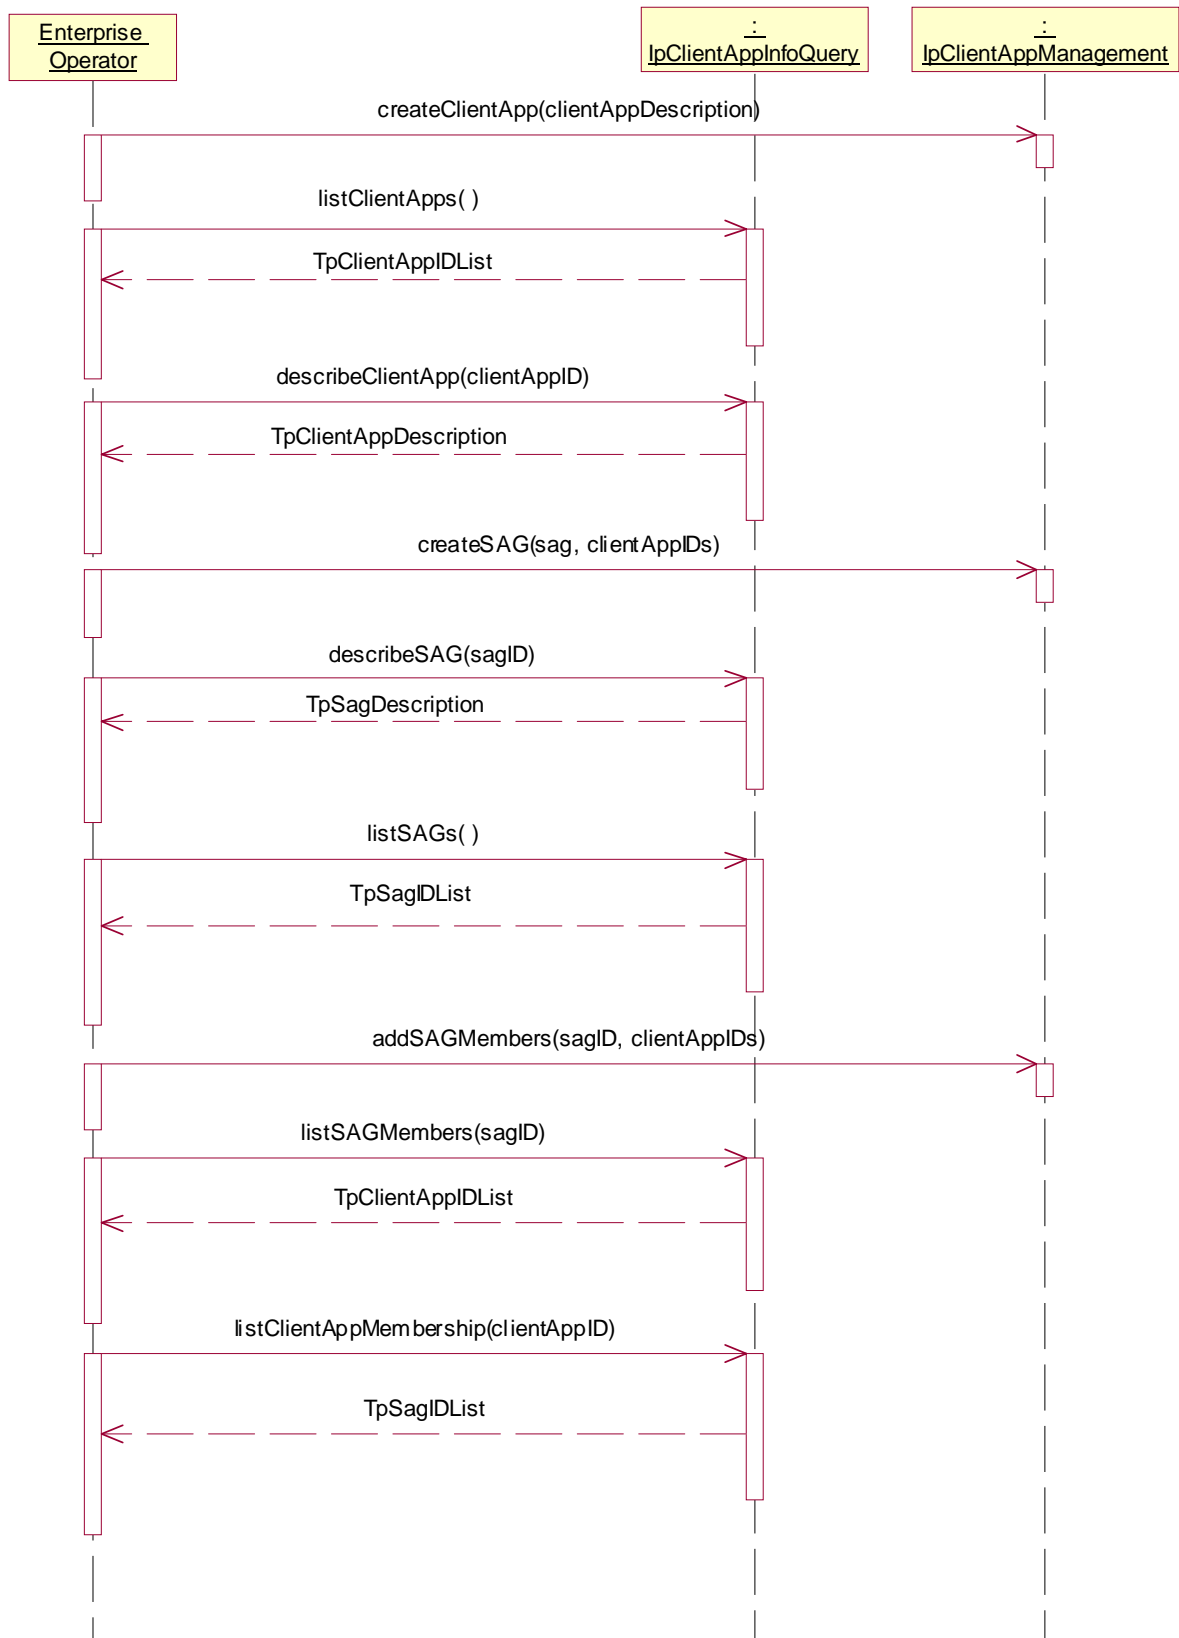 Enterprise
Operator
:
IpClientAppInfoQuery
:
IpClientAppManagement
createClientApp(clientAppDescription)
listClientApps( )
TpClientAppIDList
describeClientApp(clientAppID)
TpClientAppDescription
createSAG(sag, clientAppIDs)
describeSAG(sagID)
TpSagDescription
listSAGs( )
TpSagIDList
addSAGMembers(sagID, clientAppIDs)
listSAGMembers(sagID)
TpClientAppIDList
listClientAppMembership(clientAppID)
TpSagIDList